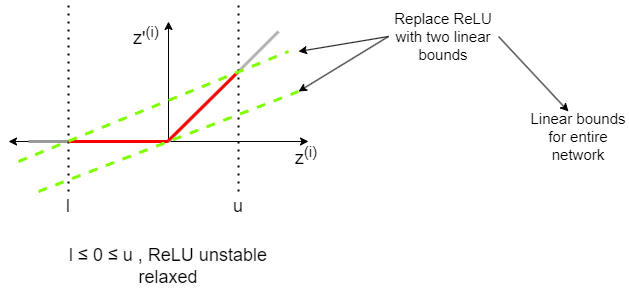 z'(i)
Replace ReLU
with two linear
bounds
Linear bounds
for entire
network
z(i)
l
u
l ≤ 0 ≤ u , ReLU unstable
relaxed